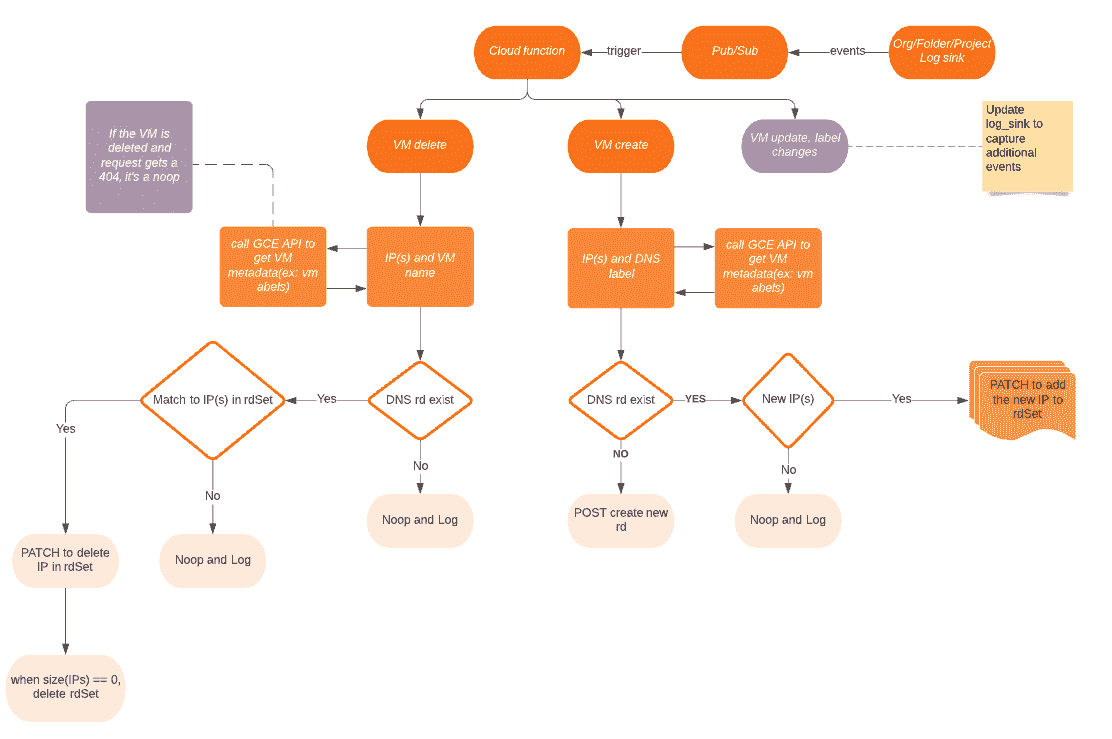 Cloud function
trigger
Pub/Sub
events
Org/Folder/Project
Log sink
If the VM is
deleted and
request gets a
404, it's a noop
VM delete
VM create
VM update, label
changes
Update
log_sink to
capture
additional
events
call GCE API to
get VM
metadata(ex: vm
abels)
IP(s) and VM
name
IP(s) and DNS
label
call GCE API to
get VM
metadata(ex: vm
abels)
Match to IP(s) in rdSet
Yes
DNS rd exist
DNS rd exist
YES
New IP(s)
Yes
PATCH to add
the new IP to
rdSet
Yes
No
No
NO
No
Noop and Log
POST create new
rd
Noop and Log
PATCH to delete
IP in rdSet
Noop and Log
when size(IPs) == 0,
delete rdSet